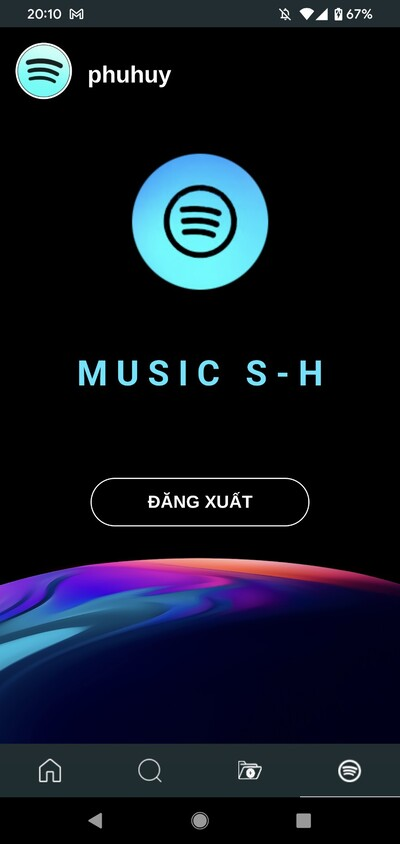 20:10
67%
phuhuy
MUSIC S-H
ĐĂNG XUẤT